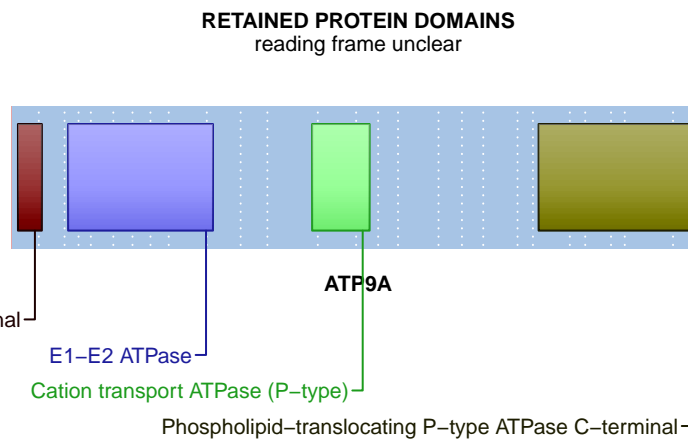 RETAINED PROTEIN DOMAINS
reading frame unclear
ATP9A
nal
E1−E2 ATPase
Cation transport ATPase (P−type)
Phospholipid−translocating P−type ATPase C−terminal